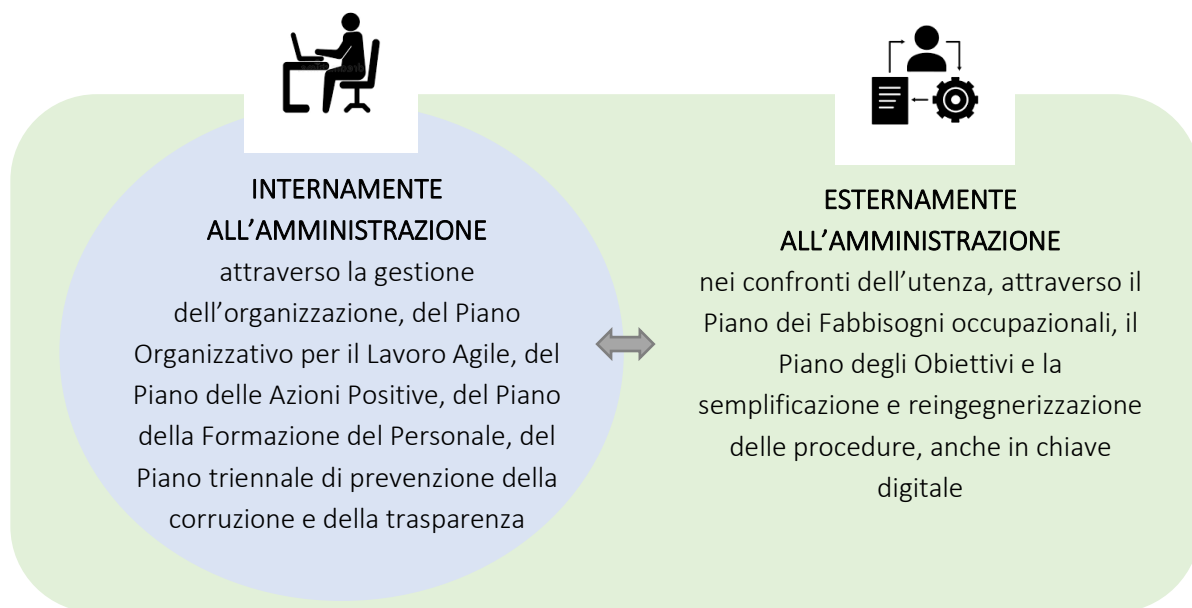 INTERNAMENTE
ALL’AMMINISTRAZIONE
attraverso la gestione
dell’organizzazione, del Piano
Organizzativo per il Lavoro Agile, del
Piano delle Azioni Positive, del Piano
della Formazione del Personale, del
Piano triennale di prevenzione della
corruzione e della trasparenza
ESTERNAMENTE
ALL’AMMINISTRAZIONE
nei confronti dell’utenza, attraverso il
Piano dei Fabbisogni occupazionali, il
Piano degli Obiettivi e la
semplificazione e reingegnerizzazione
delle procedure, anche in chiave
digitale